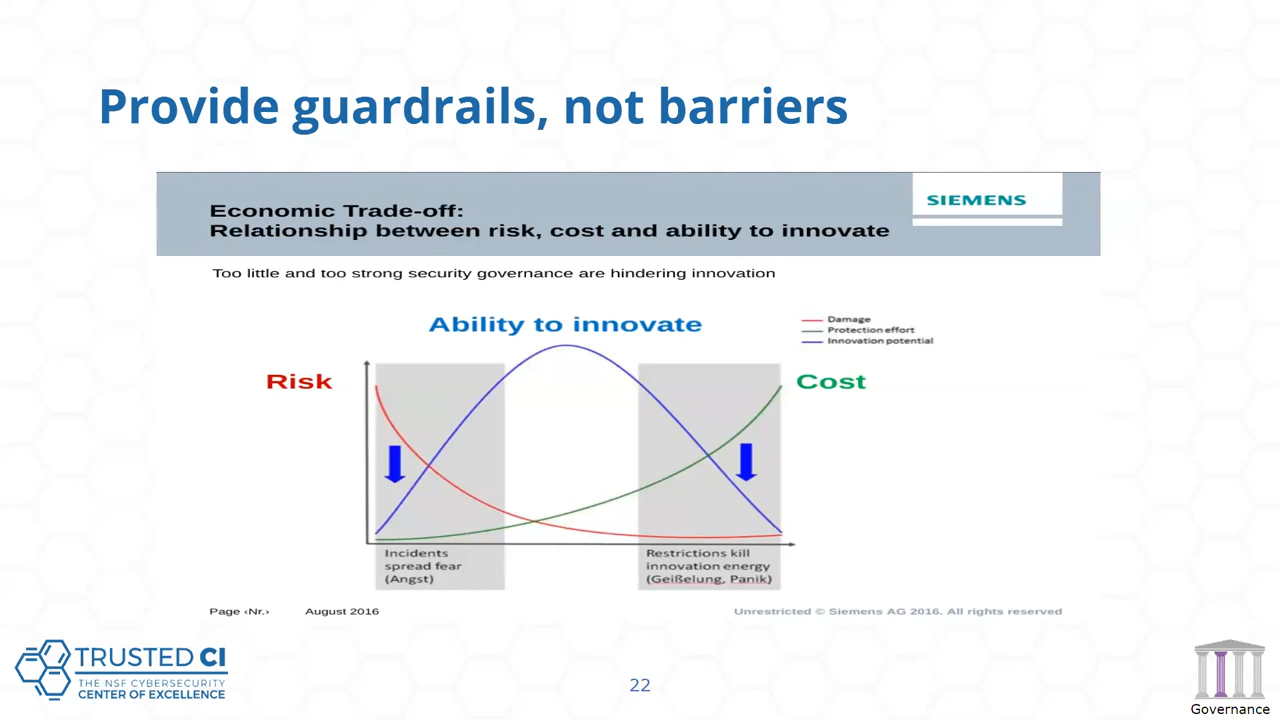 Provide guardrails, not barriers
SIEMENS
Economic Trade-off:
Relationship between risk, cost and ability to innovate
Too little and too strong security governance are hindering innovation
Ability to innovate
Damage
Protection effort
Innovation potential
Risk
Cost
Incidents
spread fear
(Angst)
Restrictions kill
innovation energy
(Geißelung, Panik)
Page ‹Nr.›
August 2016
Unrestricted © Siemens AG 2016. All rights reserved
TRUSTED CI
THE NSF CYBERSECURITY
CENTER OF EXCELLENCE
22
Governance